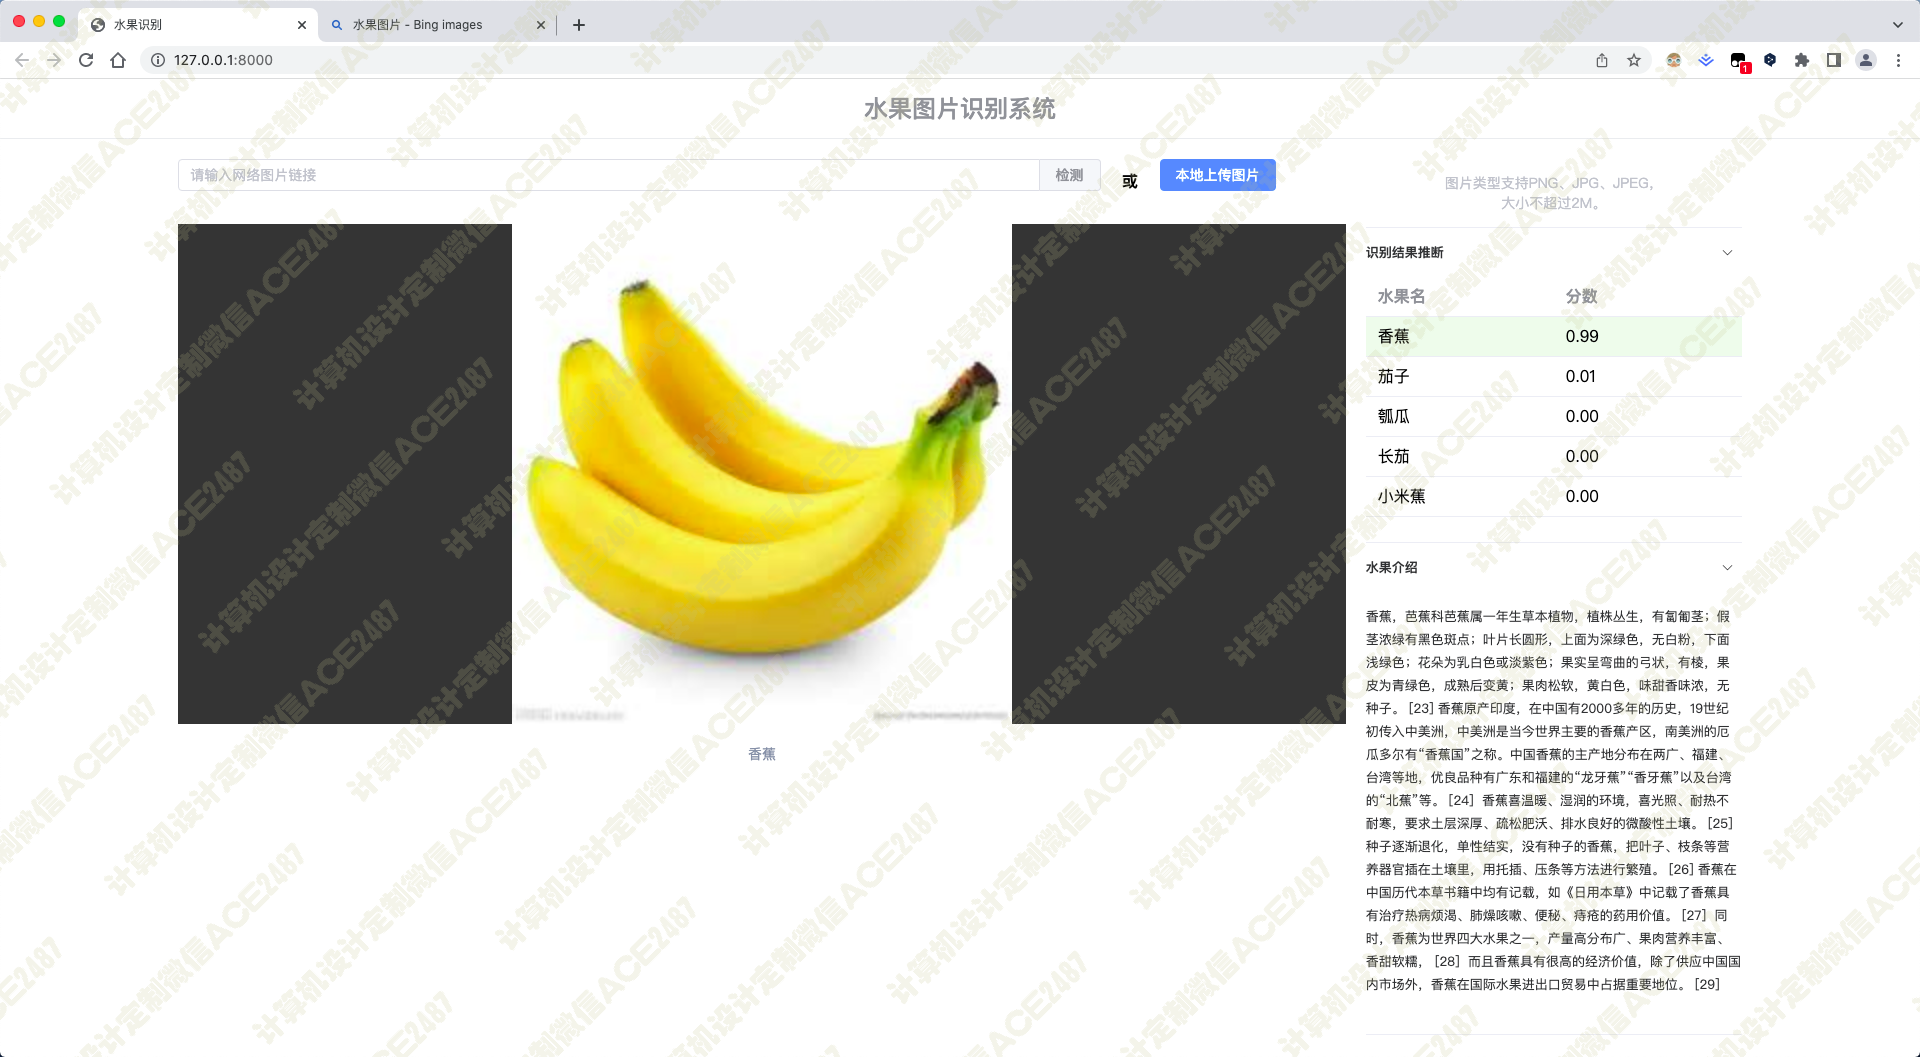 水果识别
水果图片 - Bing images
127.0.0.1:8000
1
水果图片识别系统
请输入网络图片链接
检测
或
本地上传图片
图片类型支持PNG、JPG、JPEG，
大小不超过2M。
识别结果推断
水果名 分数
香蕉 0.99
茄子 0.01
瓠瓜 0.00
长茄 0.00
小米蕉 0.00
香蕉
水果介绍
香蕉，芭蕉科芭蕉属一年生草本植物，植株丛生，有匐匍茎；假
茎浓绿有黑色斑点；叶片长圆形，上面为深绿色，无白粉，下面
浅绿色；花朵为乳白色或淡紫色；果实呈弯曲的弓状，有棱，果
皮为青绿色，成熟后变黄；果肉松软，黄白色，味甜香味浓，无
种子。 [23] 香蕉原产印度，在中国有2000多年的历史，19世纪
初传入中美洲，中美洲是当今世界主要的香蕉产区，南美洲的厄
瓜多尔有“香蕉国”之称。中国香蕉的主产地分布在两广、福建、
台湾等地，优良品种有广东和福建的“龙牙蕉”“香牙蕉”以及台湾
的“北蕉”等。 [24] 香蕉喜温暖、湿润的环境，喜光照、耐热不
耐寒，要求土层深厚、疏松肥沃、排水良好的微酸性土壤。 [25]
种子逐渐退化，单性结实，没有种子的香蕉，把叶子、枝条等营
养器官插在土壤里，用托插、压条等方法进行繁殖。 [26] 香蕉在
中国历代本草书籍中均有记载，如《日用本草》中记载了香蕉具
有治疗热病烦渴、肺燥咳嗽、便秘、痔疮的药用价值。 [27] 同
时，香蕉为世界四大水果之一，产量高分布广、果肉营养丰富、
香甜软糯， [28] 而且香蕉具有很高的经济价值，除了供应中国国
内市场外，香蕉在国际水果进出口贸易中占据重要地位。 [29]
计算机设计定制微信ACE2487